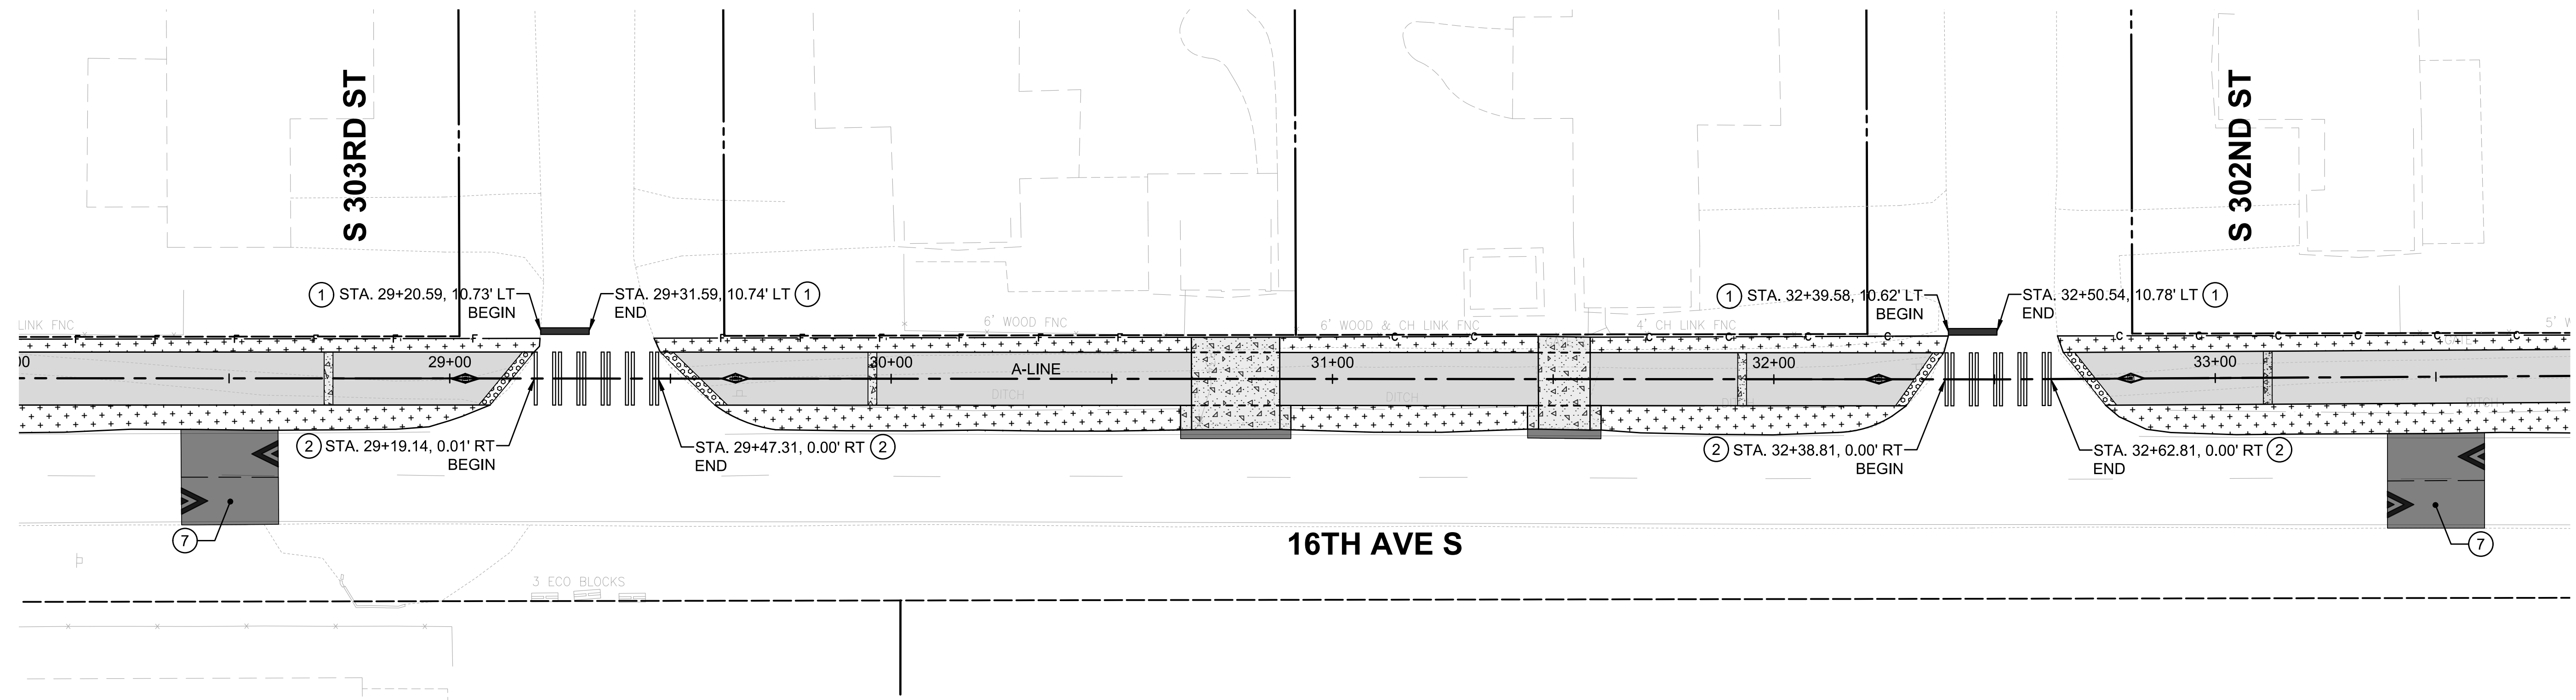 S 303RD ST
S 302ND ST
1 STA. 29+20.59, 10.73' LT
BEGIN
STA. 29+31.59, 10.74' LT 1
END
1 STA. 32+39.58, 10.62' LT
BEGIN
STA. 32+50.54, 10.78' LT 1
END
LINK FNC
6' WOOD FNC
6' WOOD & CH LINK FNC
4' CH LINK FNC
5' W
F F F F F F F F F F F F
C C C C C C C C C C
GATE
00
29+00
30+00
A-LINE
31+00
32+00
33+00
DITCH
DITCH
DITCH
DITCH
2 STA. 29+19.14, 0.01' RT
BEGIN
STA. 29+47.31, 0.00' RT 2
END
2 STA. 32+38.81, 0.00' RT
BEGIN
STA. 32+62.81, 0.00' RT 2
END
7
16TH AVE S
7
3 ECO BLOCKS